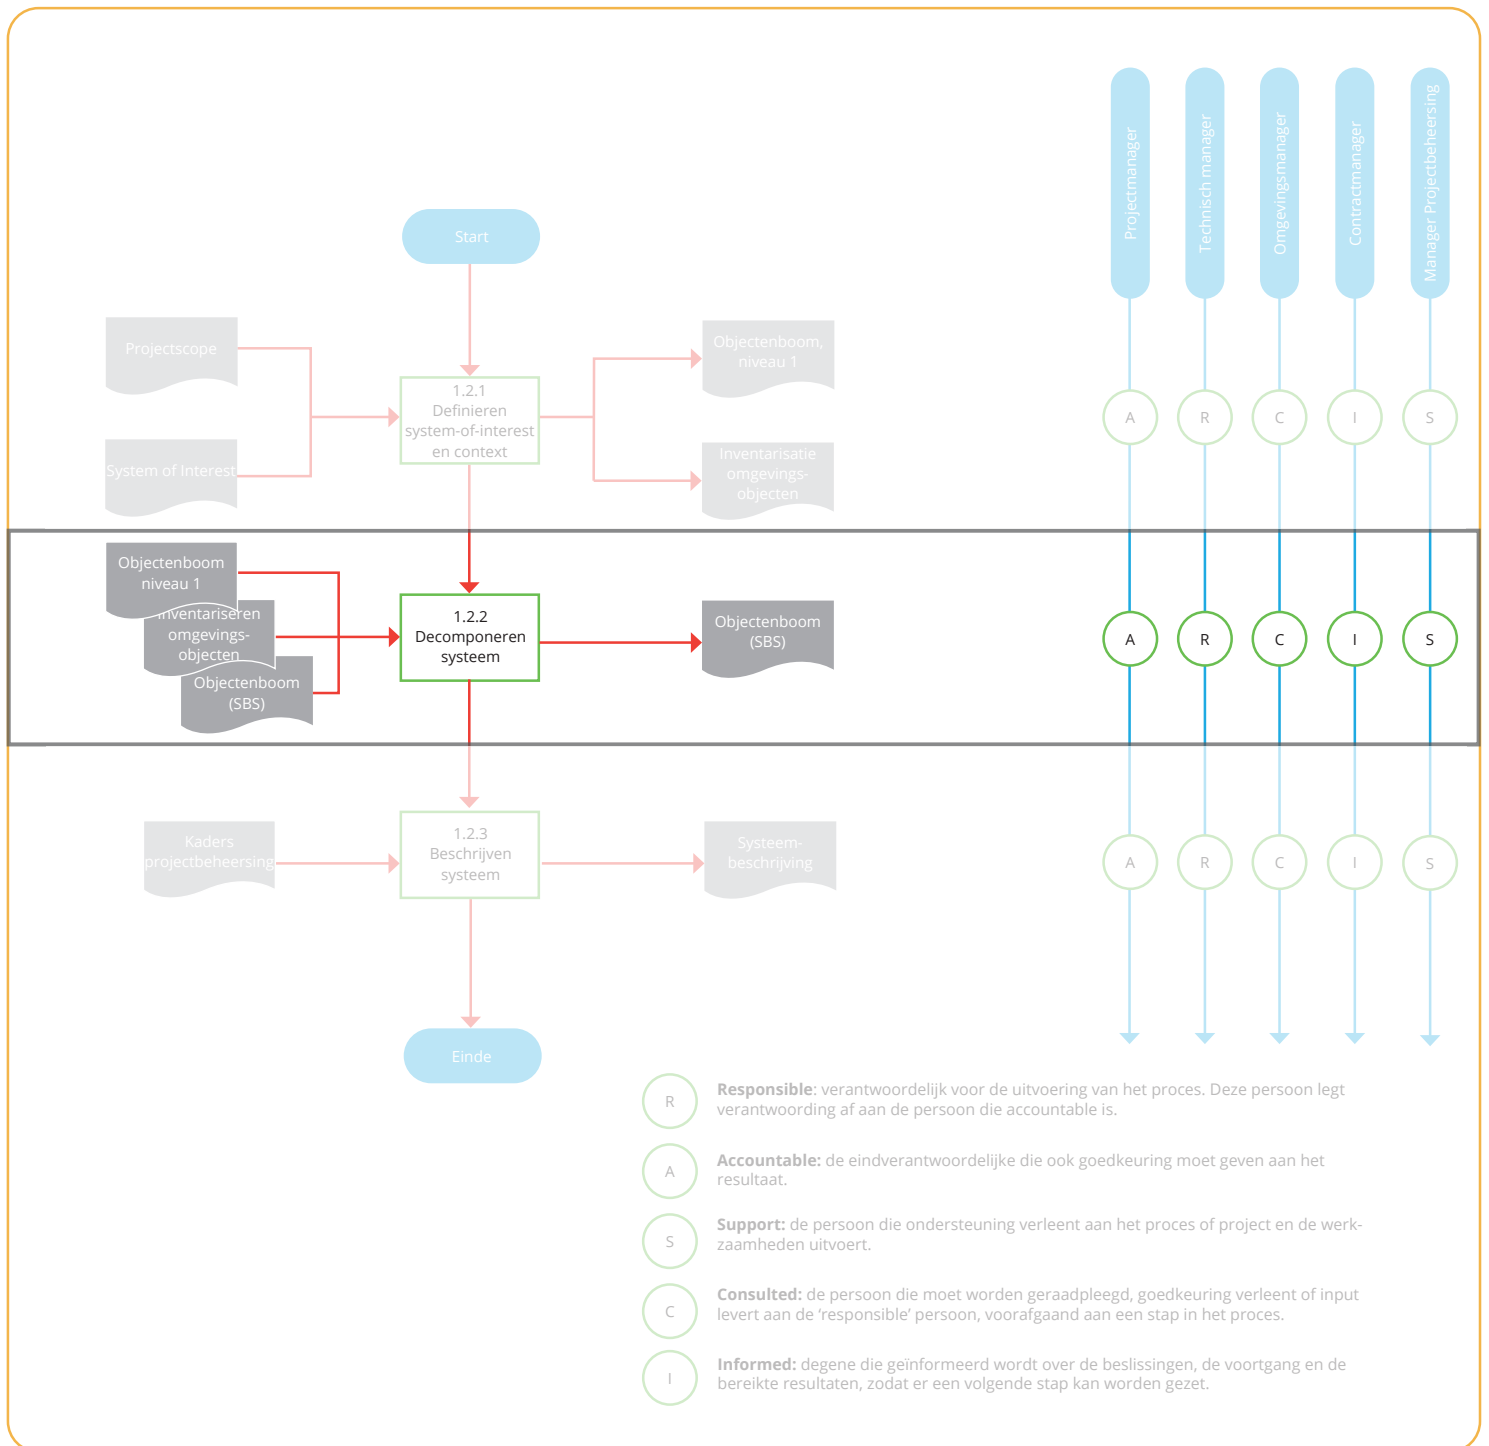 Projectmanager
Technisch manager
Omgevingsmanager
Contractmanager
Manager Projectbeheersing
Start
Projectscope
System of Interest
1.2.1
Definieren
system-of-interest
en context
Objectenboom,
niveau 1
Inventarisatie
omgevings-
objecten
A
R
C
I
S
Objectenboom
niveau 1
Inventariseren
omgevings-
objecten
Objectenboom
(SBS)
1.2.2
Decomponeren
systeem
Objectenboom
(SBS)
A
R
C
I
S
Kaders
projectbeheersing
1.2.3
Beschrijven
systeem
Systeem-
beschrijving
A
R
C
I
S
Einde
R
Responsible: verantwoordelijk voor de uitvoering van het proces. Deze persoon legt
verantwoording af aan de persoon die accountable is.
A
Accountable: de eindverantwoordelijke die ook goedkeuring moet geven aan het
resultaat.
S
Support: de persoon die ondersteuning verleent aan het proces of project en de werk-
zaamheden uitvoert.
C
Consulted: de persoon die moet worden geraadpleegd, goedkeuring verleent of input
levert aan de ‘responsible’ persoon, voorafgaand aan een stap in het proces.
I
Informed: degene die geïnformeerd wordt over de beslissingen, de voortgang en de
bereikte resultaten, zodat er een volgende stap kan worden gezet.